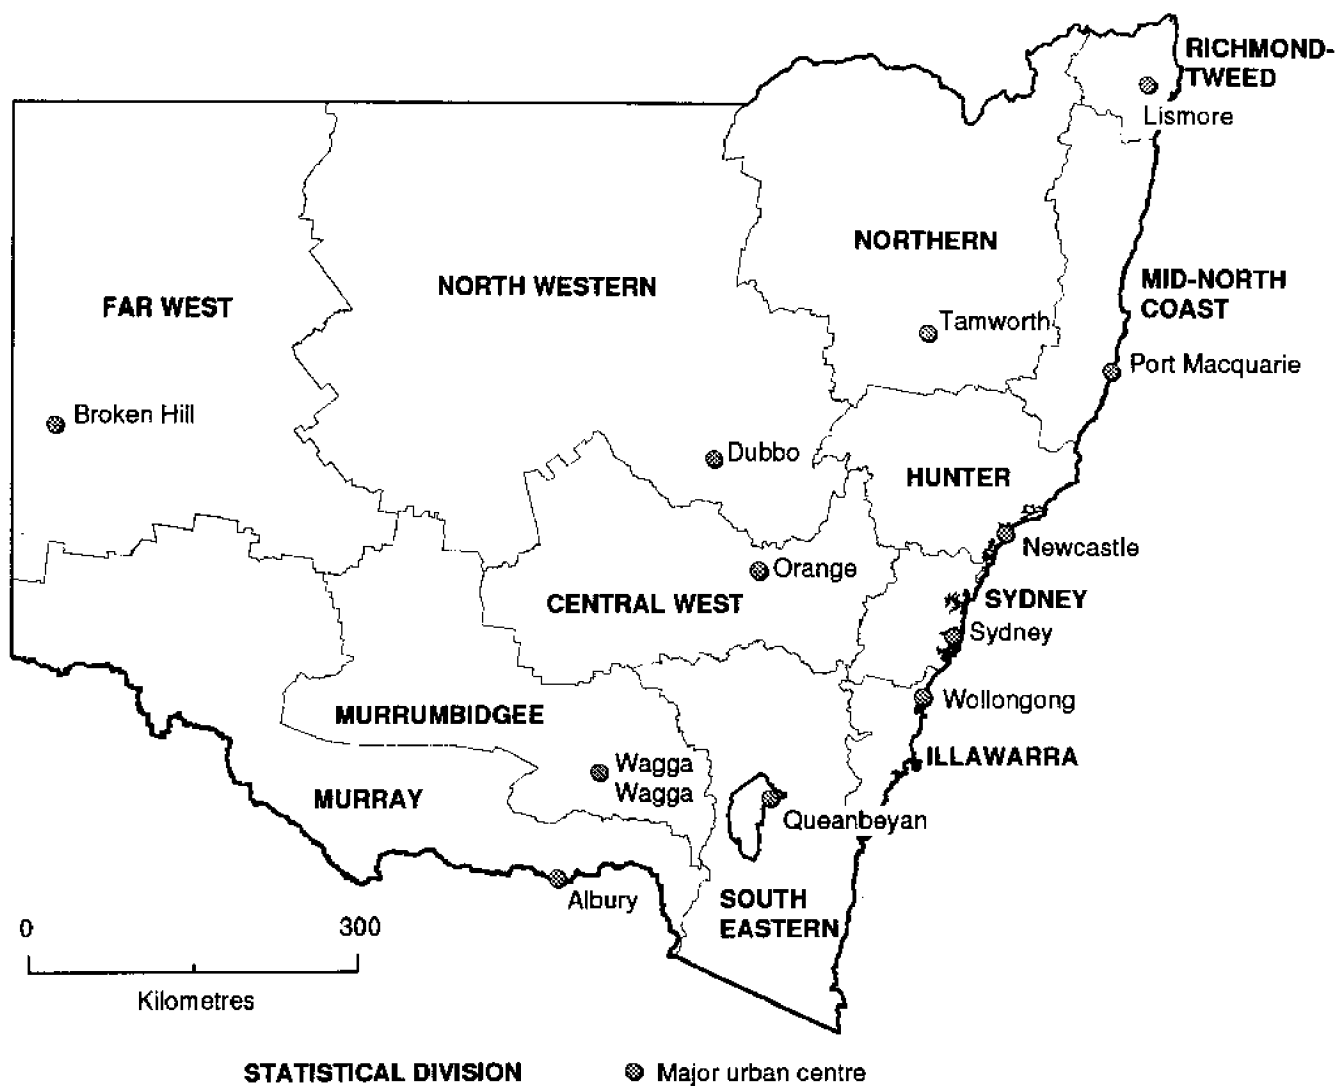 RICHMOND-
TWEED
Lismore
NORTHERN
NORTH WESTERN
FAR WEST
MID-NORTH
COAST
Tamworth
Port Macquarie
Broken Hill
Dubbo
HUNTER
Newcastle
Orange
CENTRAL WEST
SYDNEY
Sydney
Wollongong
MURRUMBIDGEE
ILLAWARRA
Wagga
Wagga
MURRAY
Queanbeyan
Albury
SOUTH
EASTERN
0 300
Kilometres
STATISTICAL DIVISION
Major urban centre